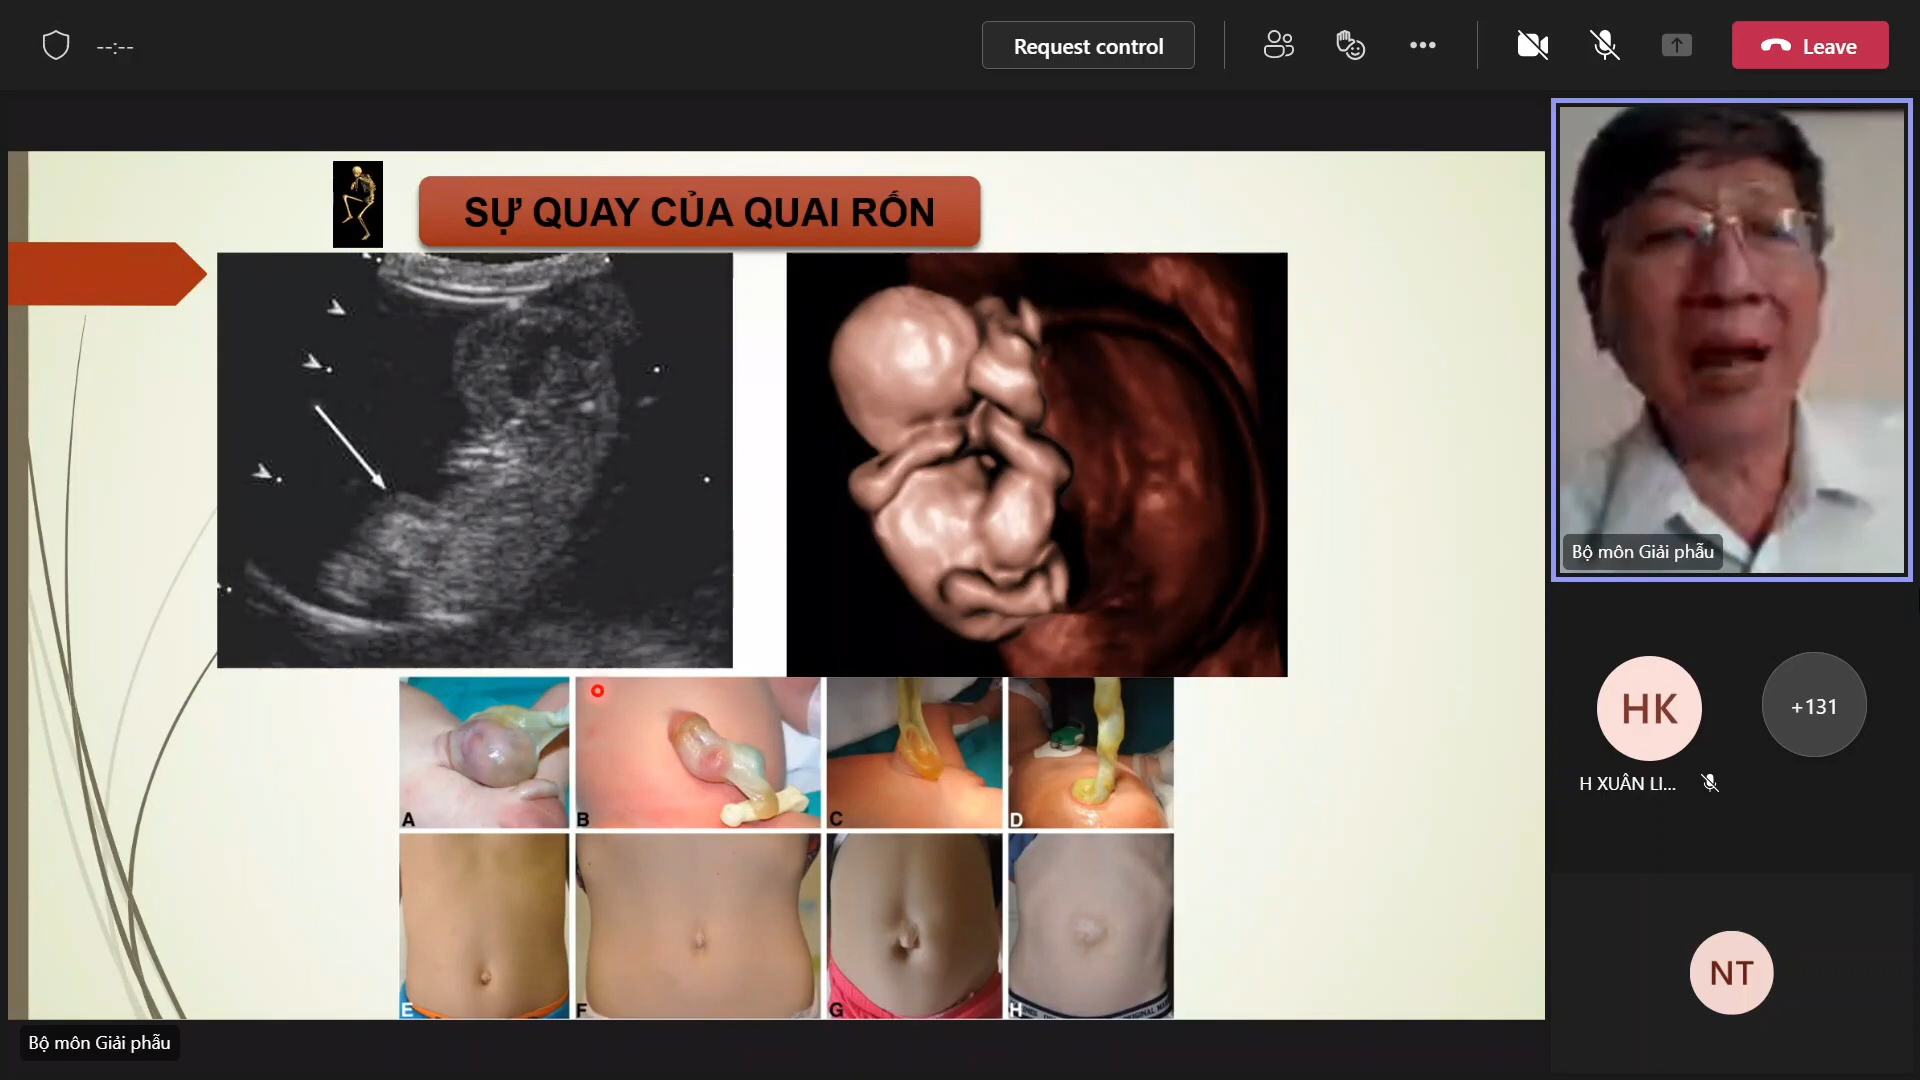 --:--
Request control
Leave
SỰ QUAY CỦA QUAI RỐN
A
B
C
D
E
F
G
H
Bộ môn Giải phẫu
HK
+131
H XUÂN LI...
NT
Bộ môn Giải phẫu